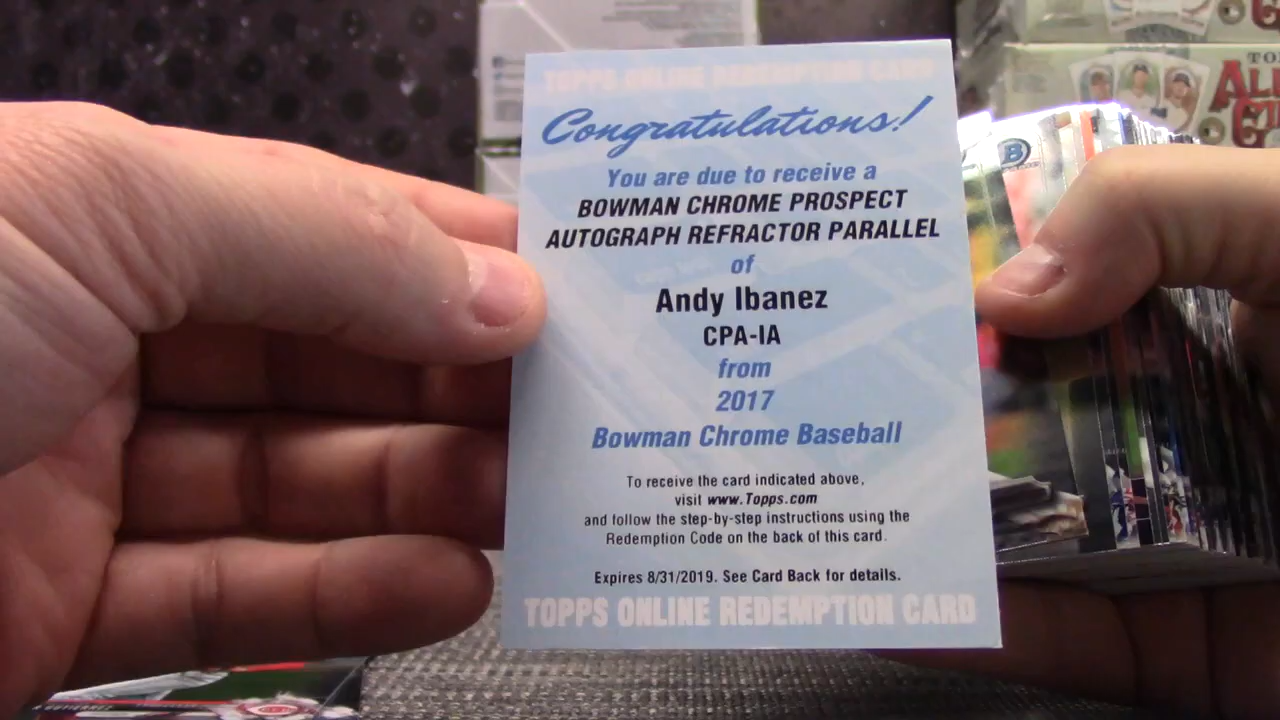 TOPPS ONLINE REDEMPTION CARD
Congratulations!
You are due to receive a
BOWMAN CHROME PROSPECT
AUTOGRAPH REFRACTOR PARALLEL
of
Andy Ibanez
CPA-IA
from
2017
Bowman Chrome Baseball
To receive the card indicated above,
visit www.Topps.com
and follow the step-by-step instructions using the
Redemption Code on the back of this card.
Expires 8/31/2019. See Card Back for details.
TOPPS ONLINE REDEMPTION CARD
B
GUTIERREZ